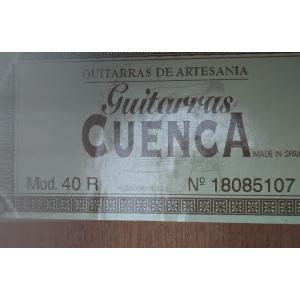 GUITARRAS DE ARTESANIA
Guitarras
CUENCA
MADE IN SPAIN
Mod. 40 R Nº 18085107